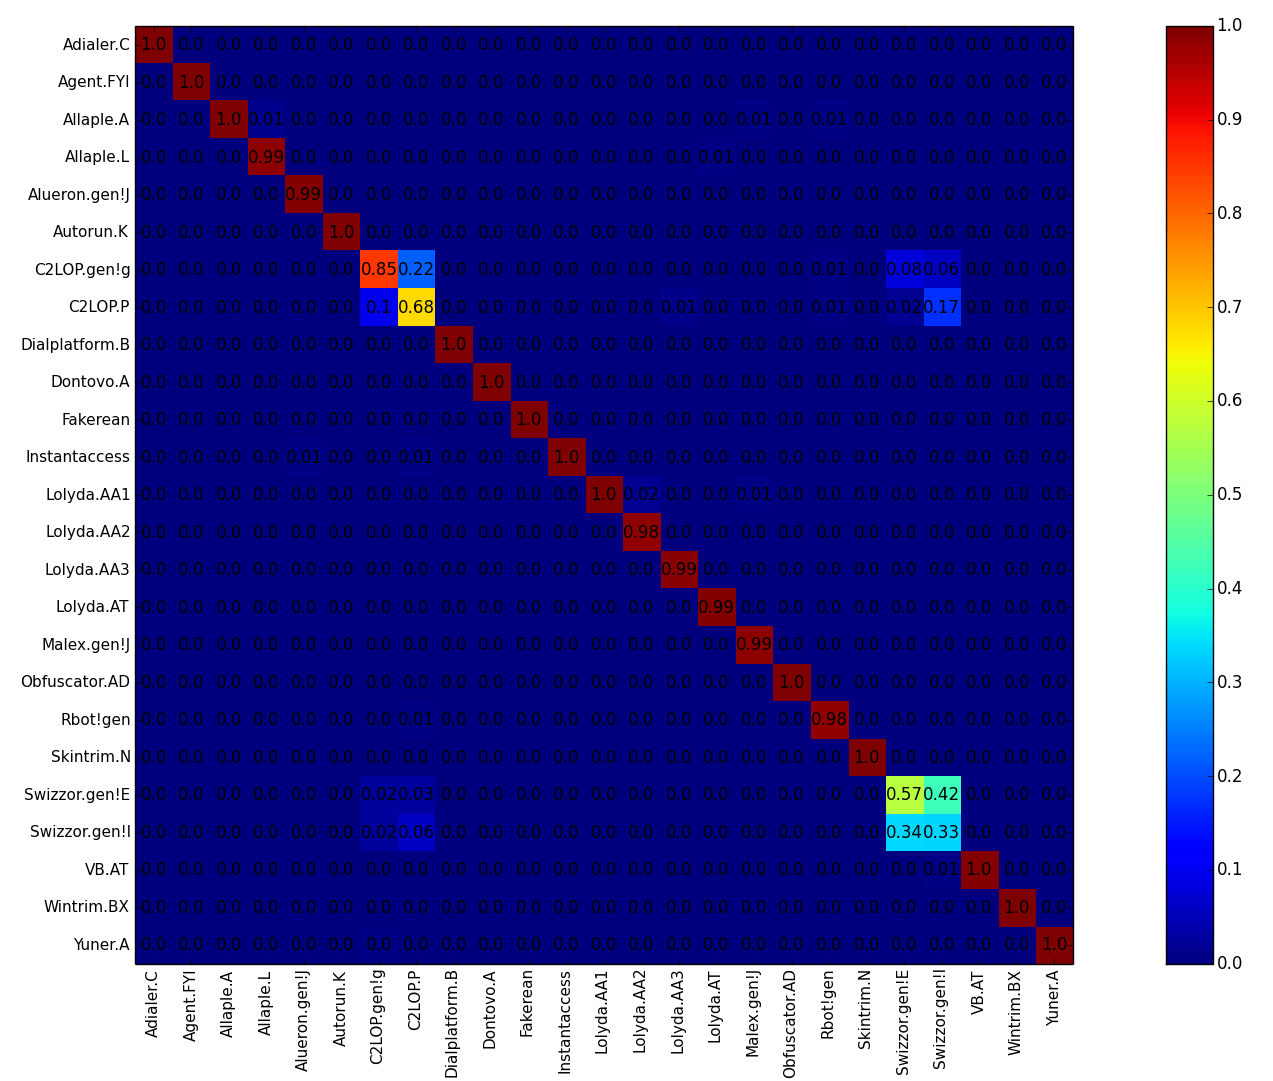 Adialer.C 1.0 0.0 0.0 0.0 0.0 0.0 0.0 0.0 0.0 0.0 0.0 0.0 0.0 0.0 0.0 0.0 0.0 0.0 0.0 0.0 0.0 0.0 0.0 0.0 0.0
Agent.FYI 0.0 1.0 0.0 0.0 0.0 0.0 0.0 0.0 0.0 0.0 0.0 0.0 0.0 0.0 0.0 0.0 0.0 0.0 0.0 0.0 0.0 0.0 0.0 0.0 0.0
Allaple.A 0.0 0.0 1.0 0.01 0.0 0.0 0.0 0.0 0.0 0.0 0.0 0.0 0.0 0.0 0.0 0.0 0.01 0.0 0.01 0.0 0.0 0.0 0.0 0.0 0.0
Allaple.L 0.0 0.0 0.0 0.99 0.0 0.0 0.0 0.0 0.0 0.0 0.0 0.0 0.0 0.0 0.0 0.01 0.0 0.0 0.0 0.0 0.0 0.0 0.0 0.0 0.0
Alueron.gen!J 0.0 0.0 0.0 0.0 0.99 0.0 0.0 0.0 0.0 0.0 0.0 0.0 0.0 0.0 0.0 0.0 0.0 0.0 0.0 0.0 0.0 0.0 0.0 0.0 0.0
Autorun.K 0.0 0.0 0.0 0.0 0.0 1.0 0.0 0.0 0.0 0.0 0.0 0.0 0.0 0.0 0.0 0.0 0.0 0.0 0.0 0.0 0.0 0.0 0.0 0.0 0.0
C2LOP.gen!g 0.0 0.0 0.0 0.0 0.0 0.0 0.85 0.22 0.0 0.0 0.0 0.0 0.0 0.0 0.0 0.0 0.0 0.0 0.01 0.0 0.08 0.06 0.0 0.0 0.0
C2LOP.P 0.0 0.0 0.0 0.0 0.0 0.0 0.1 0.68 0.0 0.0 0.0 0.0 0.0 0.0 0.01 0.0 0.0 0.0 0.01 0.0 0.02 0.17 0.0 0.0 0.0
Dialplatform.B 0.0 0.0 0.0 0.0 0.0 0.0 0.0 0.0 1.0 0.0 0.0 0.0 0.0 0.0 0.0 0.0 0.0 0.0 0.0 0.0 0.0 0.0 0.0 0.0 0.0
Dontovo.A 0.0 0.0 0.0 0.0 0.0 0.0 0.0 0.0 0.0 1.0 0.0 0.0 0.0 0.0 0.0 0.0 0.0 0.0 0.0 0.0 0.0 0.0 0.0 0.0 0.0
Fakerean 0.0 0.0 0.0 0.0 0.0 0.0 0.0 0.0 0.0 0.0 1.0 0.0 0.0 0.0 0.0 0.0 0.0 0.0 0.0 0.0 0.0 0.0 0.0 0.0 0.0
Instantaccess 0.0 0.0 0.0 0.0 0.01 0.0 0.0 0.01 0.0 0.0 0.0 1.0 0.0 0.0 0.0 0.0 0.0 0.0 0.0 0.0 0.0 0.0 0.0 0.0 0.0
Lolyda.AA1 0.0 0.0 0.0 0.0 0.0 0.0 0.0 0.0 0.0 0.0 0.0 0.0 1.0 0.02 0.0 0.0 0.01 0.0 0.0 0.0 0.0 0.0 0.0 0.0 0.0
Lolyda.AA2 0.0 0.0 0.0 0.0 0.0 0.0 0.0 0.0 0.0 0.0 0.0 0.0 0.0 0.98 0.0 0.0 0.0 0.0 0.0 0.0 0.0 0.0 0.0 0.0 0.0
Lolyda.AA3 0.0 0.0 0.0 0.0 0.0 0.0 0.0 0.0 0.0 0.0 0.0 0.0 0.0 0.0 0.99 0.0 0.0 0.0 0.0 0.0 0.0 0.0 0.0 0.0 0.0
Lolyda.AT 0.0 0.0 0.0 0.0 0.0 0.0 0.0 0.0 0.0 0.0 0.0 0.0 0.0 0.0 0.0 0.99 0.0 0.0 0.0 0.0 0.0 0.0 0.0 0.0 0.0
Malex.gen!J 0.0 0.0 0.0 0.0 0.0 0.0 0.0 0.0 0.0 0.0 0.0 0.0 0.0 0.0 0.0 0.0 0.99 0.0 0.0 0.0 0.0 0.0 0.0 0.0 0.0
Obfuscator.AD 0.0 0.0 0.0 0.0 0.0 0.0 0.0 0.0 0.0 0.0 0.0 0.0 0.0 0.0 0.0 0.0 0.0 1.0 0.0 0.0 0.0 0.0 0.0 0.0 0.0
Rbot!gen 0.0 0.0 0.0 0.0 0.0 0.0 0.0 0.01 0.0 0.0 0.0 0.0 0.0 0.0 0.0 0.0 0.0 0.0 0.98 0.0 0.0 0.0 0.0 0.0 0.0
Skintrim.N 0.0 0.0 0.0 0.0 0.0 0.0 0.0 0.0 0.0 0.0 0.0 0.0 0.0 0.0 0.0 0.0 0.0 0.0 0.0 1.0 0.0 0.0 0.0 0.0 0.0
Swizzor.gen!E 0.0 0.0 0.0 0.0 0.0 0.0 0.02 0.03 0.0 0.0 0.0 0.0 0.0 0.0 0.0 0.0 0.0 0.0 0.0 0.0 0.57 0.42 0.0 0.0 0.0
Swizzor.gen!I 0.0 0.0 0.0 0.0 0.0 0.0 0.02 0.06 0.0 0.0 0.0 0.0 0.0 0.0 0.0 0.0 0.0 0.0 0.0 0.0 0.34 0.33 0.0 0.0 0.0
VB.AT 0.0 0.0 0.0 0.0 0.0 0.0 0.0 0.0 0.0 0.0 0.0 0.0 0.0 0.0 0.0 0.0 0.0 0.0 0.0 0.0 0.0 0.01 1.0 0.0 0.0
Wintrim.BX 0.0 0.0 0.0 0.0 0.0 0.0 0.0 0.0 0.0 0.0 0.0 0.0 0.0 0.0 0.0 0.0 0.0 0.0 0.0 0.0 0.0 0.0 0.0 1.0 0.0
Yuner.A 0.0 0.0 0.0 0.0 0.0 0.0 0.0 0.0 0.0 0.0 0.0 0.0 0.0 0.0 0.0 0.0 0.0 0.0 0.0 0.0 0.0 0.0 0.0 0.0 1.0
Adialer.C
Agent.FYI
Allaple.A
Allaple.L
Alueron.gen!J
Autorun.K
C2LOP.gen!g
C2LOP.P
Dialplatform.B
Dontovo.A
Fakerean
Instantaccess
Lolyda.AA1
Lolyda.AA2
Lolyda.AA3
Lolyda.AT
Malex.gen!J
Obfuscator.AD
Rbot!gen
Skintrim.N
Swizzor.gen!E
Swizzor.gen!I
VB.AT
Wintrim.BX
Yuner.A
1.0
0.9
0.8
0.7
0.6
0.5
0.4
0.3
0.2
0.1
0.0